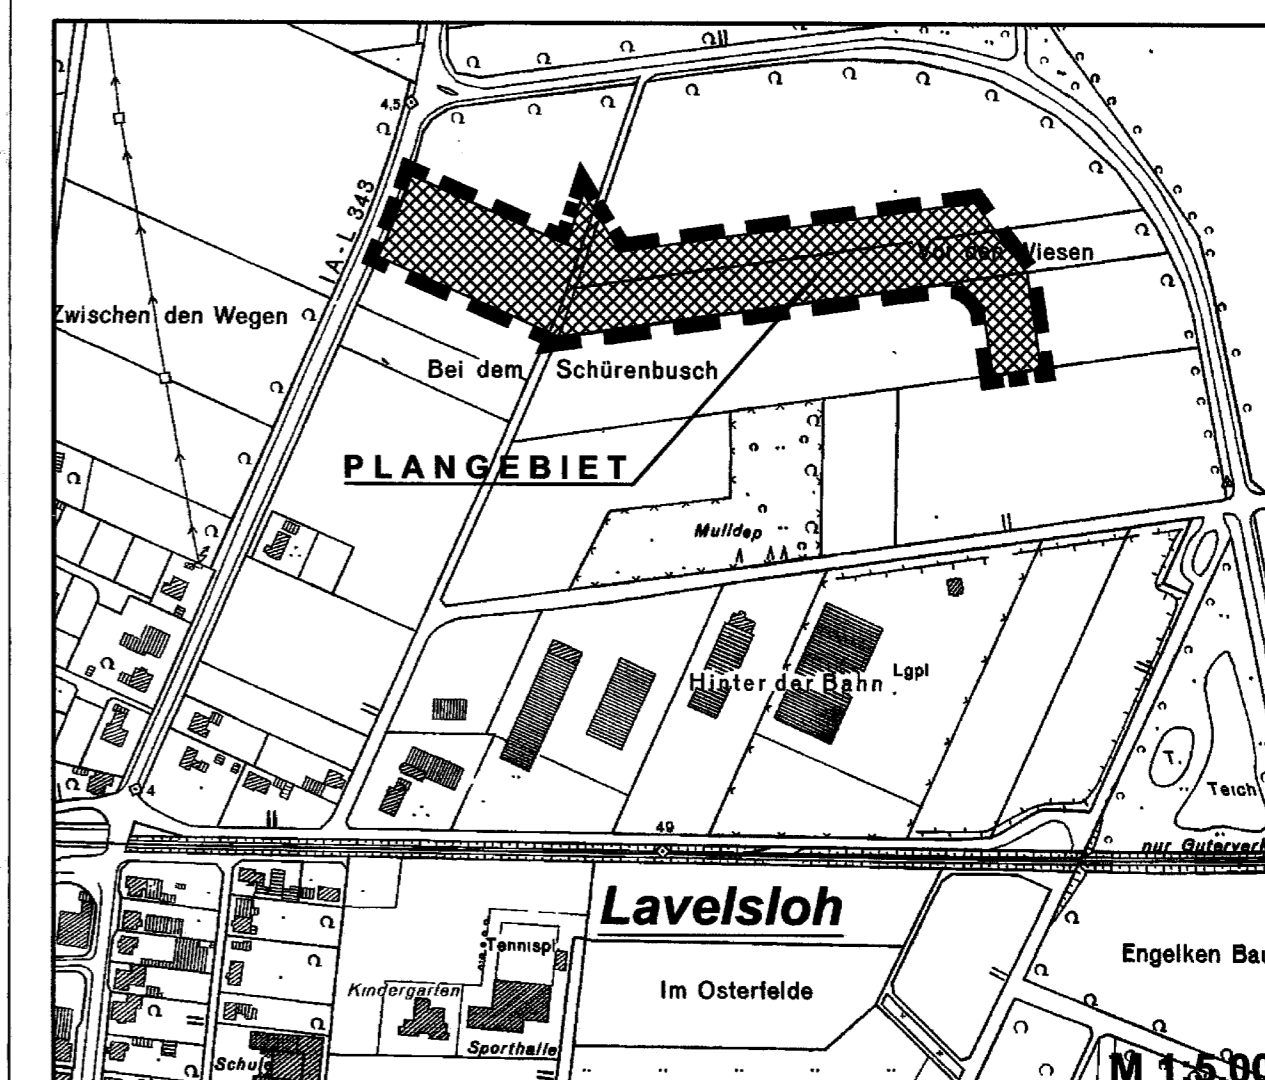 4,5
IA-L 343
Vor den Wiesen
Zwischen den Wegen
Bei dem Schürenbusch
PLANGEBIET
Mülldep
Hinter der Bahn
Lgpl
T.
Teich
4
49
nur Güterverk
Lavelsloh
Tennispl
Engelken Bau
Kindergarten
Im Osterfelde
Sporthalle
Schule
M 1:5.00